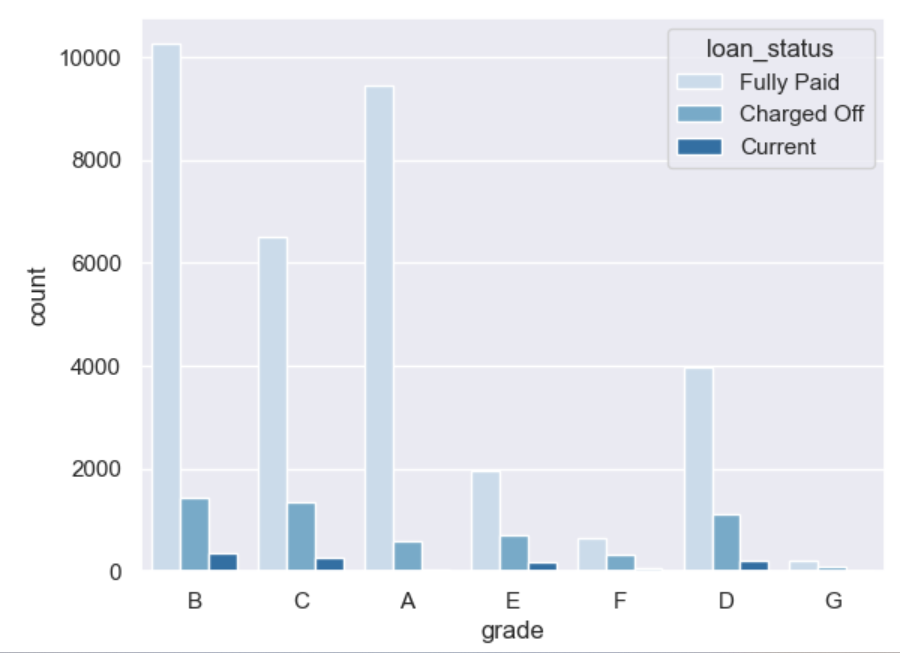 loan_status
Fully Paid
Charged Off
Current
10000
8000
6000
4000
2000
0
count
B C A E F D G
grade